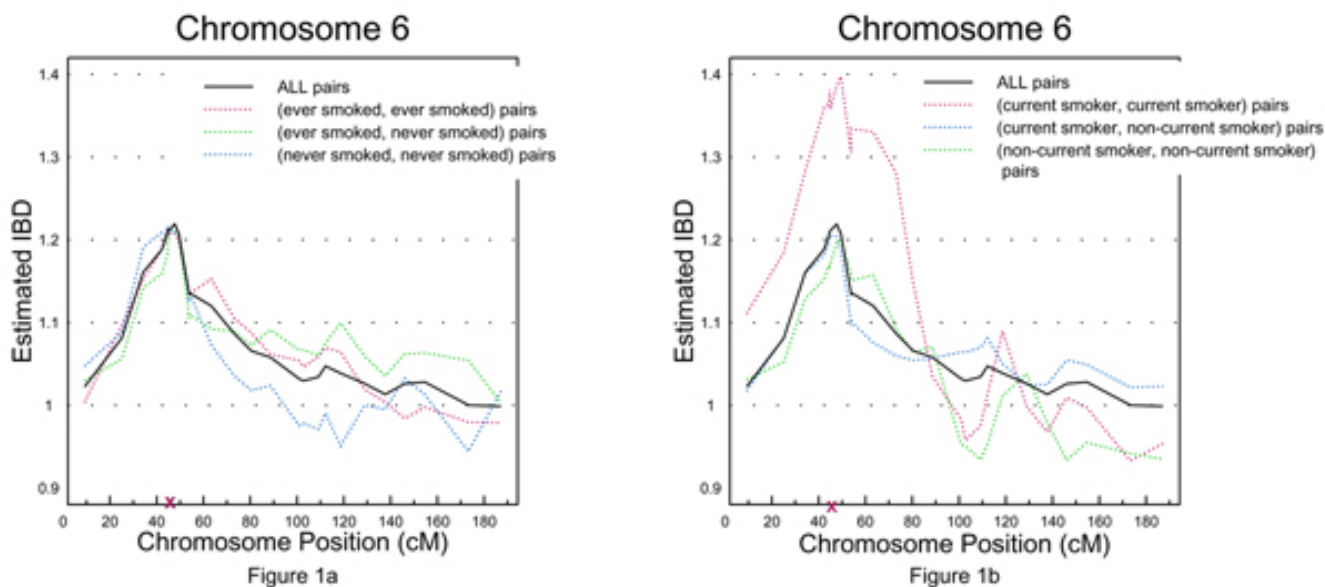 Chromosome 6
1.4
1.3
1.2
1.1
1
0.9
Estimated IBD
ALL pairs
(ever smoked, ever smoked) pairs
(ever smoked, never smoked) pairs
(never smoked, never smoked) pairs
0 20 40 60 80 100 120 140 160 180
x
Chromosome Position (cM)
Figure 1a
Chromosome 6
1.4
1.3
1.2
1.1
1
0.9
Estimated IBD
ALL pairs
(current smoker, current smoker) pairs
(current smoker, non-current smoker) pairs
(non-current smoker, non-current smoker)
pairs
0 20 40 60 80 100 120 140 160 180
x
Chromosome Position (cM)
Figure 1b